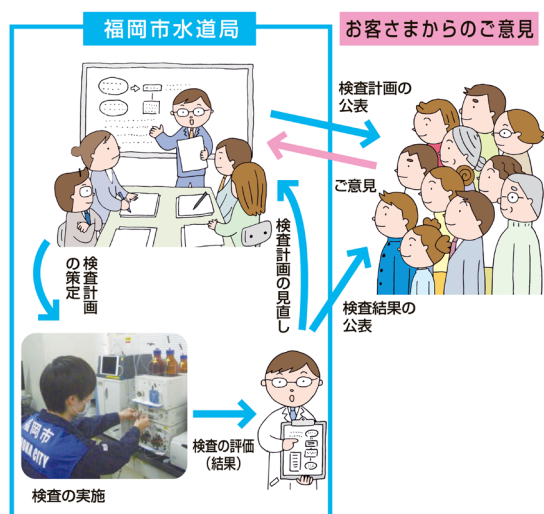 福岡市水道局
お客さまからのご意見
検査計画の
公表
ご意見
検査計画
の策定
検査計画の見直し
検査結果の
公表
福岡市
CITY
検査の評価
（結果）
検査の実施